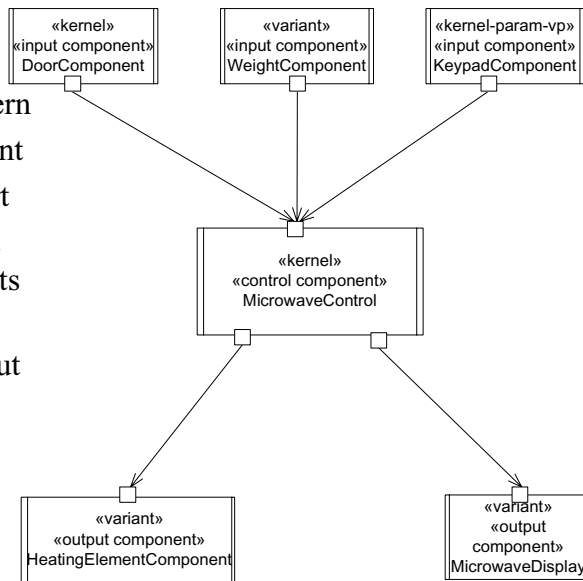 «kernel»
«input component»
DoorComponent
«variant»
«input component»
WeightComponent
«kernel-param-vp»
«input component»
KeypadComponent
ern
nt
t
ts
ut
«kernel»
«control component»
MicrowaveControl
«variant»
«output component»
HeatingElementComponent
«variant»
«output
component»
MicrowaveDisplay